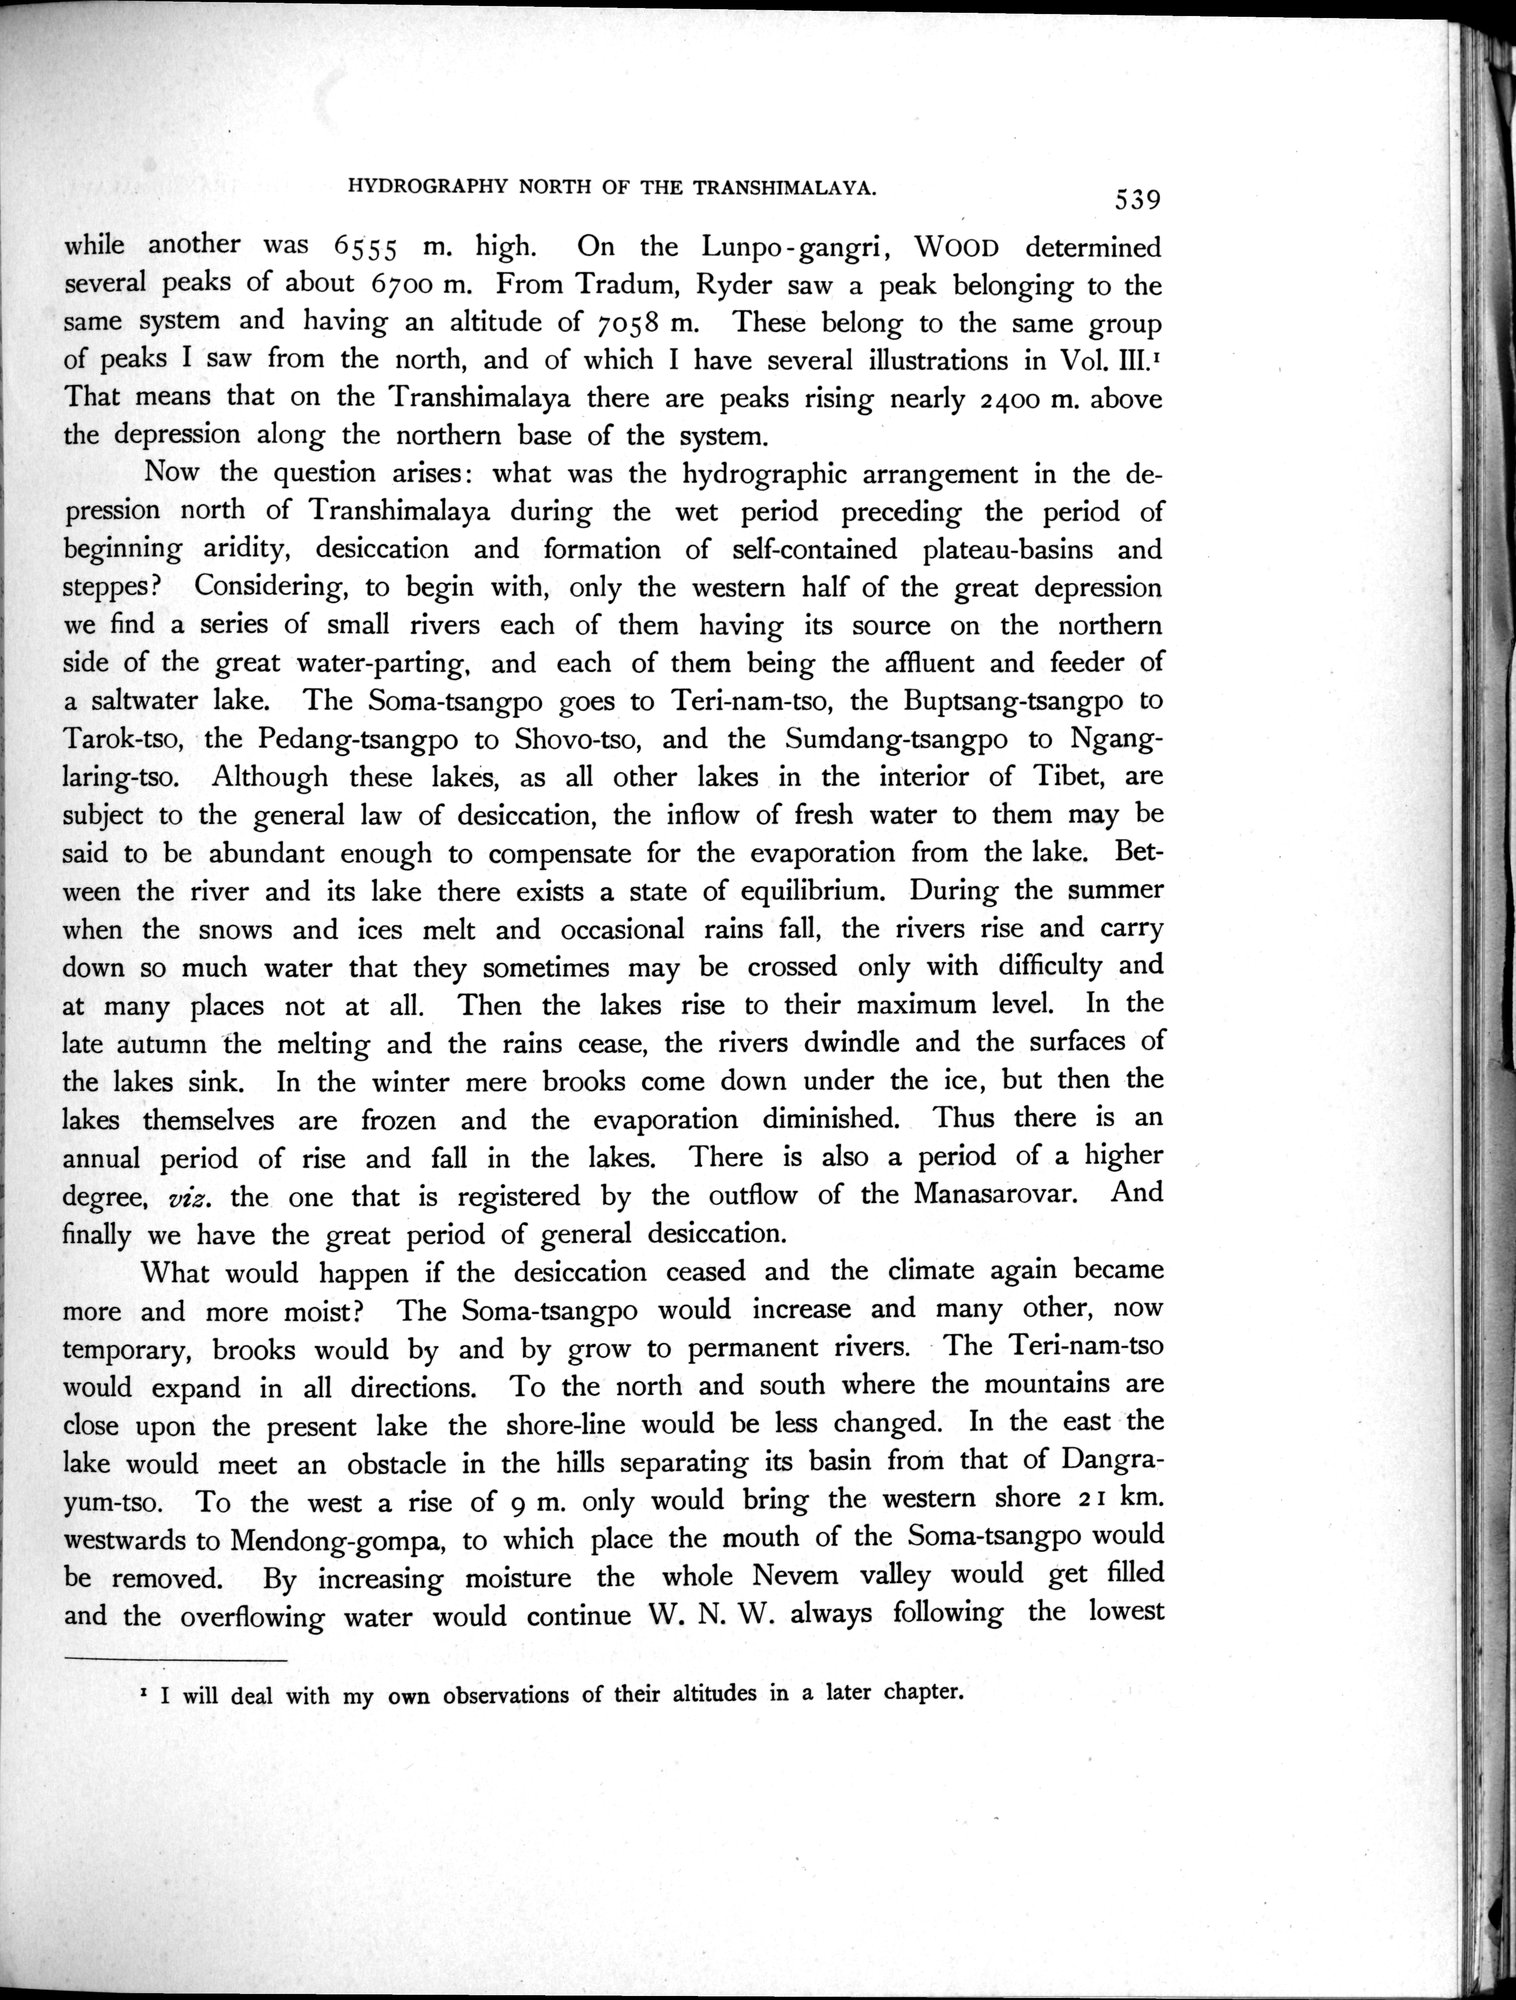 HYDROGRAPHY NORTH OF THE TRANSHIMALAYA.
539
while another was 6555 m. high. On the Lunpo-gangri, WOOD determined
several peaks of about 6700 m. From Tradum, Ryder saw a peak belonging to the
same system and having an altitude of 7058 m. These belong to the same group
of peaks I saw from the north, and of which I have several illustrations in Vol. III.¹
That means that on the Transhimalaya there are peaks rising nearly 2400 m. above
the depression along the northern base of the system.
Now the question arises: what was the hydrographic arrangement in the de-
pression north of Transhimalaya during the wet period preceding the period of
beginning aridity, desiccation and formation of self-contained plateau-basins and
steppes? Considering, to begin with, only the western half of the great depression
we find a series of small rivers each of them having its source on the northern
side of the great water-parting, and each of them being the affluent and feeder of
a saltwater lake. The Soma-tsangpo goes to Teri-nam-tso, the Buptsang-tsangpo to
Tarok-tso, the Pedang-tsangpo to Shovo-tso, and the Sumdang-tsangpo to Ngang-
laring-tso. Although these lakes, as all other lakes in the interior of Tibet, are
subject to the general law of desiccation, the inflow of fresh water to them may be
said to be abundant enough to compensate for the evaporation from the lake. Bet-
ween the river and its lake there exists a state of equilibrium. During the summer
when the snows and ices melt and occasional rains fall, the rivers rise and carry
down so much water that they sometimes may be crossed only with difficulty and
at many places not at all. Then the lakes rise to their maximum level. In the
late autumn the melting and the rains cease, the rivers dwindle and the surfaces of
the lakes sink. In the winter mere brooks come down under the ice, but then the
lakes themselves are frozen and the evaporation diminished. Thus there is an
annual period of rise and fall in the lakes. There is also a period of a higher
degree, viz. the one that is registered by the outflow of the Manasarovar. And
finally we have the great period of general desiccation.
What would happen if the desiccation ceased and the climate again became
more and more moist? The Soma-tsangpo would increase and many other, now
temporary, brooks would by and by grow to permanent rivers. The Teri-nam-tso
would expand in all directions. To the north and south where the mountains are
close upon the present lake the shore-line would be less changed. In the east the
lake would meet an obstacle in the hills separating its basin from that of Dangra-
yum-tso. To the west a rise of 9 m. only would bring the western shore 21 km.
westwards to Mendong-gompa, to which place the mouth of the Soma-tsangpo would
be removed. By increasing moisture the whole Nevem valley would get filled
and the overflowing water would continue W. N. W. always following the lowest
¹ I will deal with my own observations of their altitudes in a later chapter.